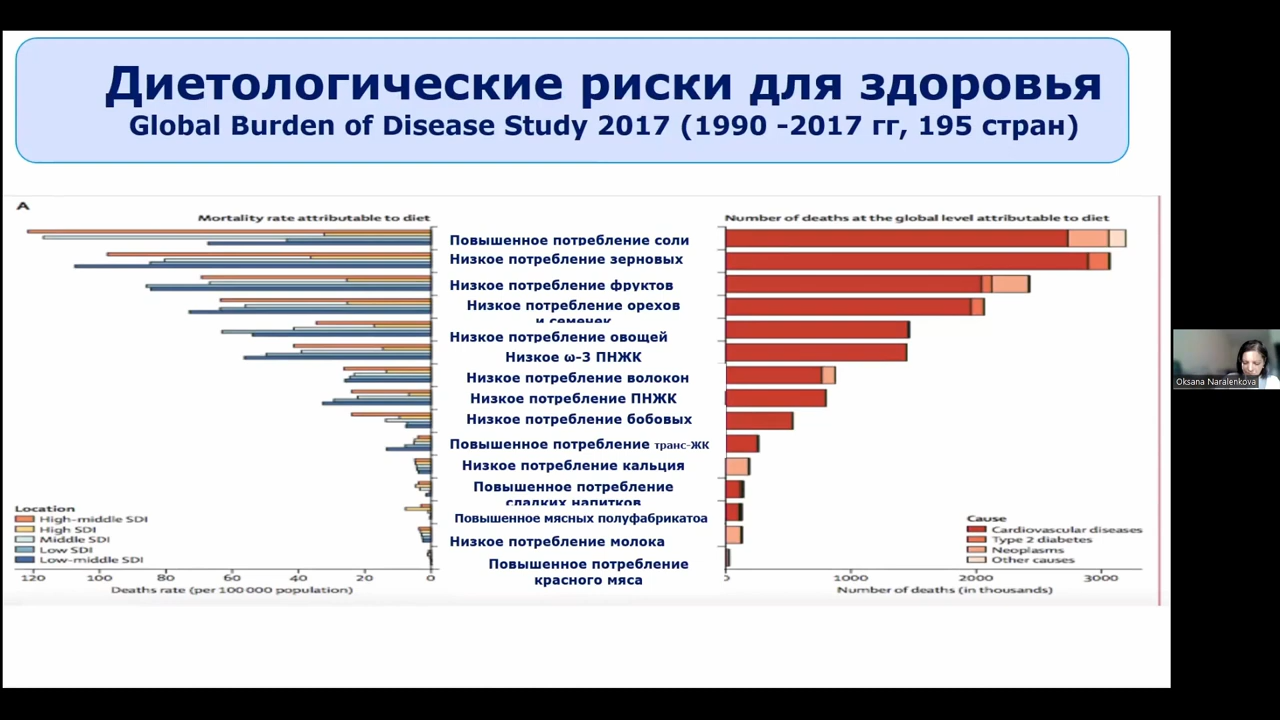 Диетологические риски для здоровья
Global Burden of Disease Study 2017 (1990 -2017 гг, 195 стран)
A
Mortality rate attributable to diet
Number of deaths at the global level attributable to diet
Повышенное потребление соли
Низкое потребление зерновых
Низкое потребление фруктов
Низкое потребление орехов
и семечек
Низкое потребление овощей
Низкое ω-3 ПНЖК
Низкое потребление волокон
Низкое потребление ПНЖК
Низкое потребление бобовых
Повышенное потребление транс-ЖК
Низкое потребление кальция
Повышенное потребление
сладких напитков
Повышенное мясных полуфабрикатоа
Низкое потребление молока
Повышенное потребление
красного мяса
Location
High-middle SDI
High SDI
Middle SDI
Low SDI
Low-middle SDI
120 100 80 60 40 20 0
Deaths rate (per 100 000 population)
Cause
Cardiovascular diseases
Type 2 diabetes
Neoplasms
Other causes
1000 2000 3000
Number of deaths (in thousands)
Oksana Naralenkova